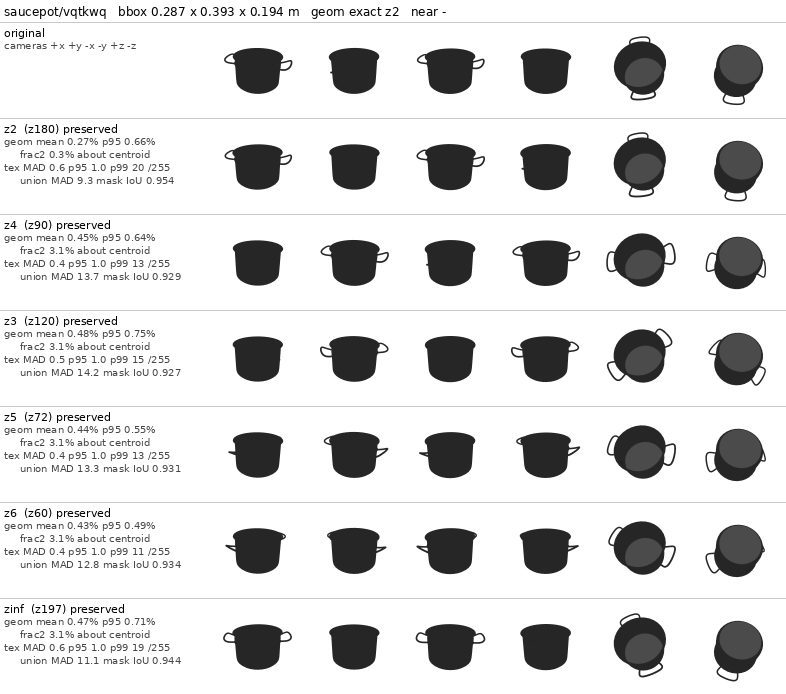 saucepot/vqtkwq bbox 0.287 x 0.393 x 0.194 m geom exact z2 near -
original
cameras +x +y -x -y +z -z
z2 (z180) preserved
geom mean 0.27% p95 0.66%
frac2 0.3% about centroid
tex MAD 0.6 p95 1.0 p99 20 /255
union MAD 9.3 mask IoU 0.954
z4 (z90) preserved
geom mean 0.45% p95 0.64%
frac2 3.1% about centroid
tex MAD 0.4 p95 1.0 p99 13 /255
union MAD 13.7 mask IoU 0.929
z3 (z120) preserved
geom mean 0.48% p95 0.75%
frac2 3.1% about centroid
tex MAD 0.5 p95 1.0 p99 15 /255
union MAD 14.2 mask IoU 0.927
z5 (z72) preserved
geom mean 0.44% p95 0.55%
frac2 3.1% about centroid
tex MAD 0.4 p95 1.0 p99 13 /255
union MAD 13.3 mask IoU 0.931
z6 (z60) preserved
geom mean 0.43% p95 0.49%
frac2 3.1% about centroid
tex MAD 0.4 p95 1.0 p99 11 /255
union MAD 12.8 mask IoU 0.934
zinf (z197) preserved
geom mean 0.47% p95 0.71%
frac2 3.1% about centroid
tex MAD 0.6 p95 1.0 p99 19 /255
union MAD 11.1 mask IoU 0.944